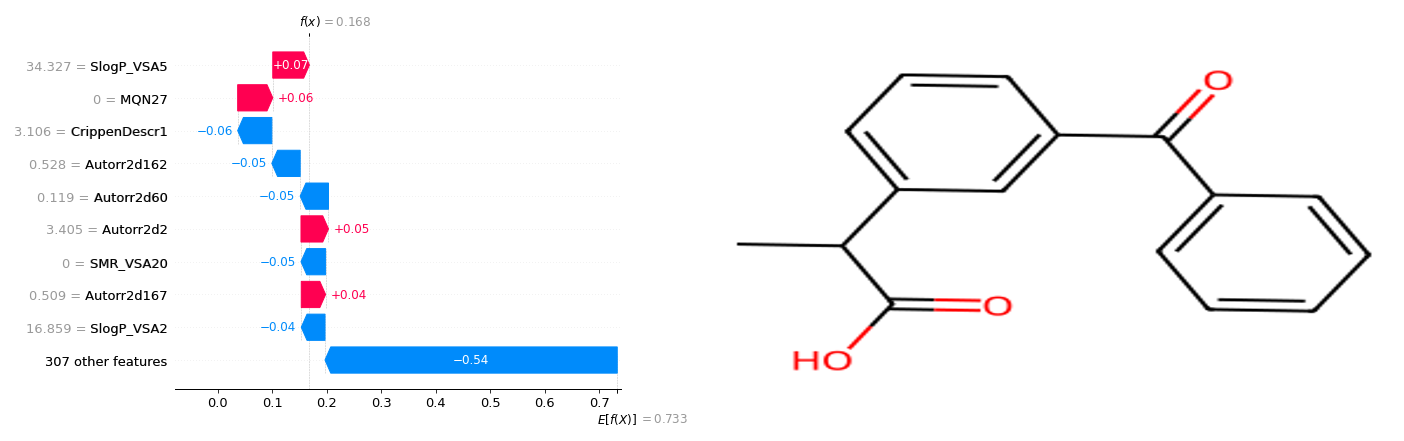 f(x) = 0.168
34.327 = SlogP_VSA5 +0.07
0 = MQN27 +0.06
3.106 = CrippenDescr1 −0.06
0.528 = Autorr2d162 −0.05
0.119 = Autorr2d60 −0.05
3.405 = Autorr2d2 +0.05
0 = SMR_VSA20 −0.05
0.509 = Autorr2d167 +0.04
16.859 = SlogP_VSA2 −0.04
307 other features −0.54
0.0 0.1 0.2 0.3 0.4 0.5 0.6 0.7
E[f(X)] = 0.733
O
O
HO